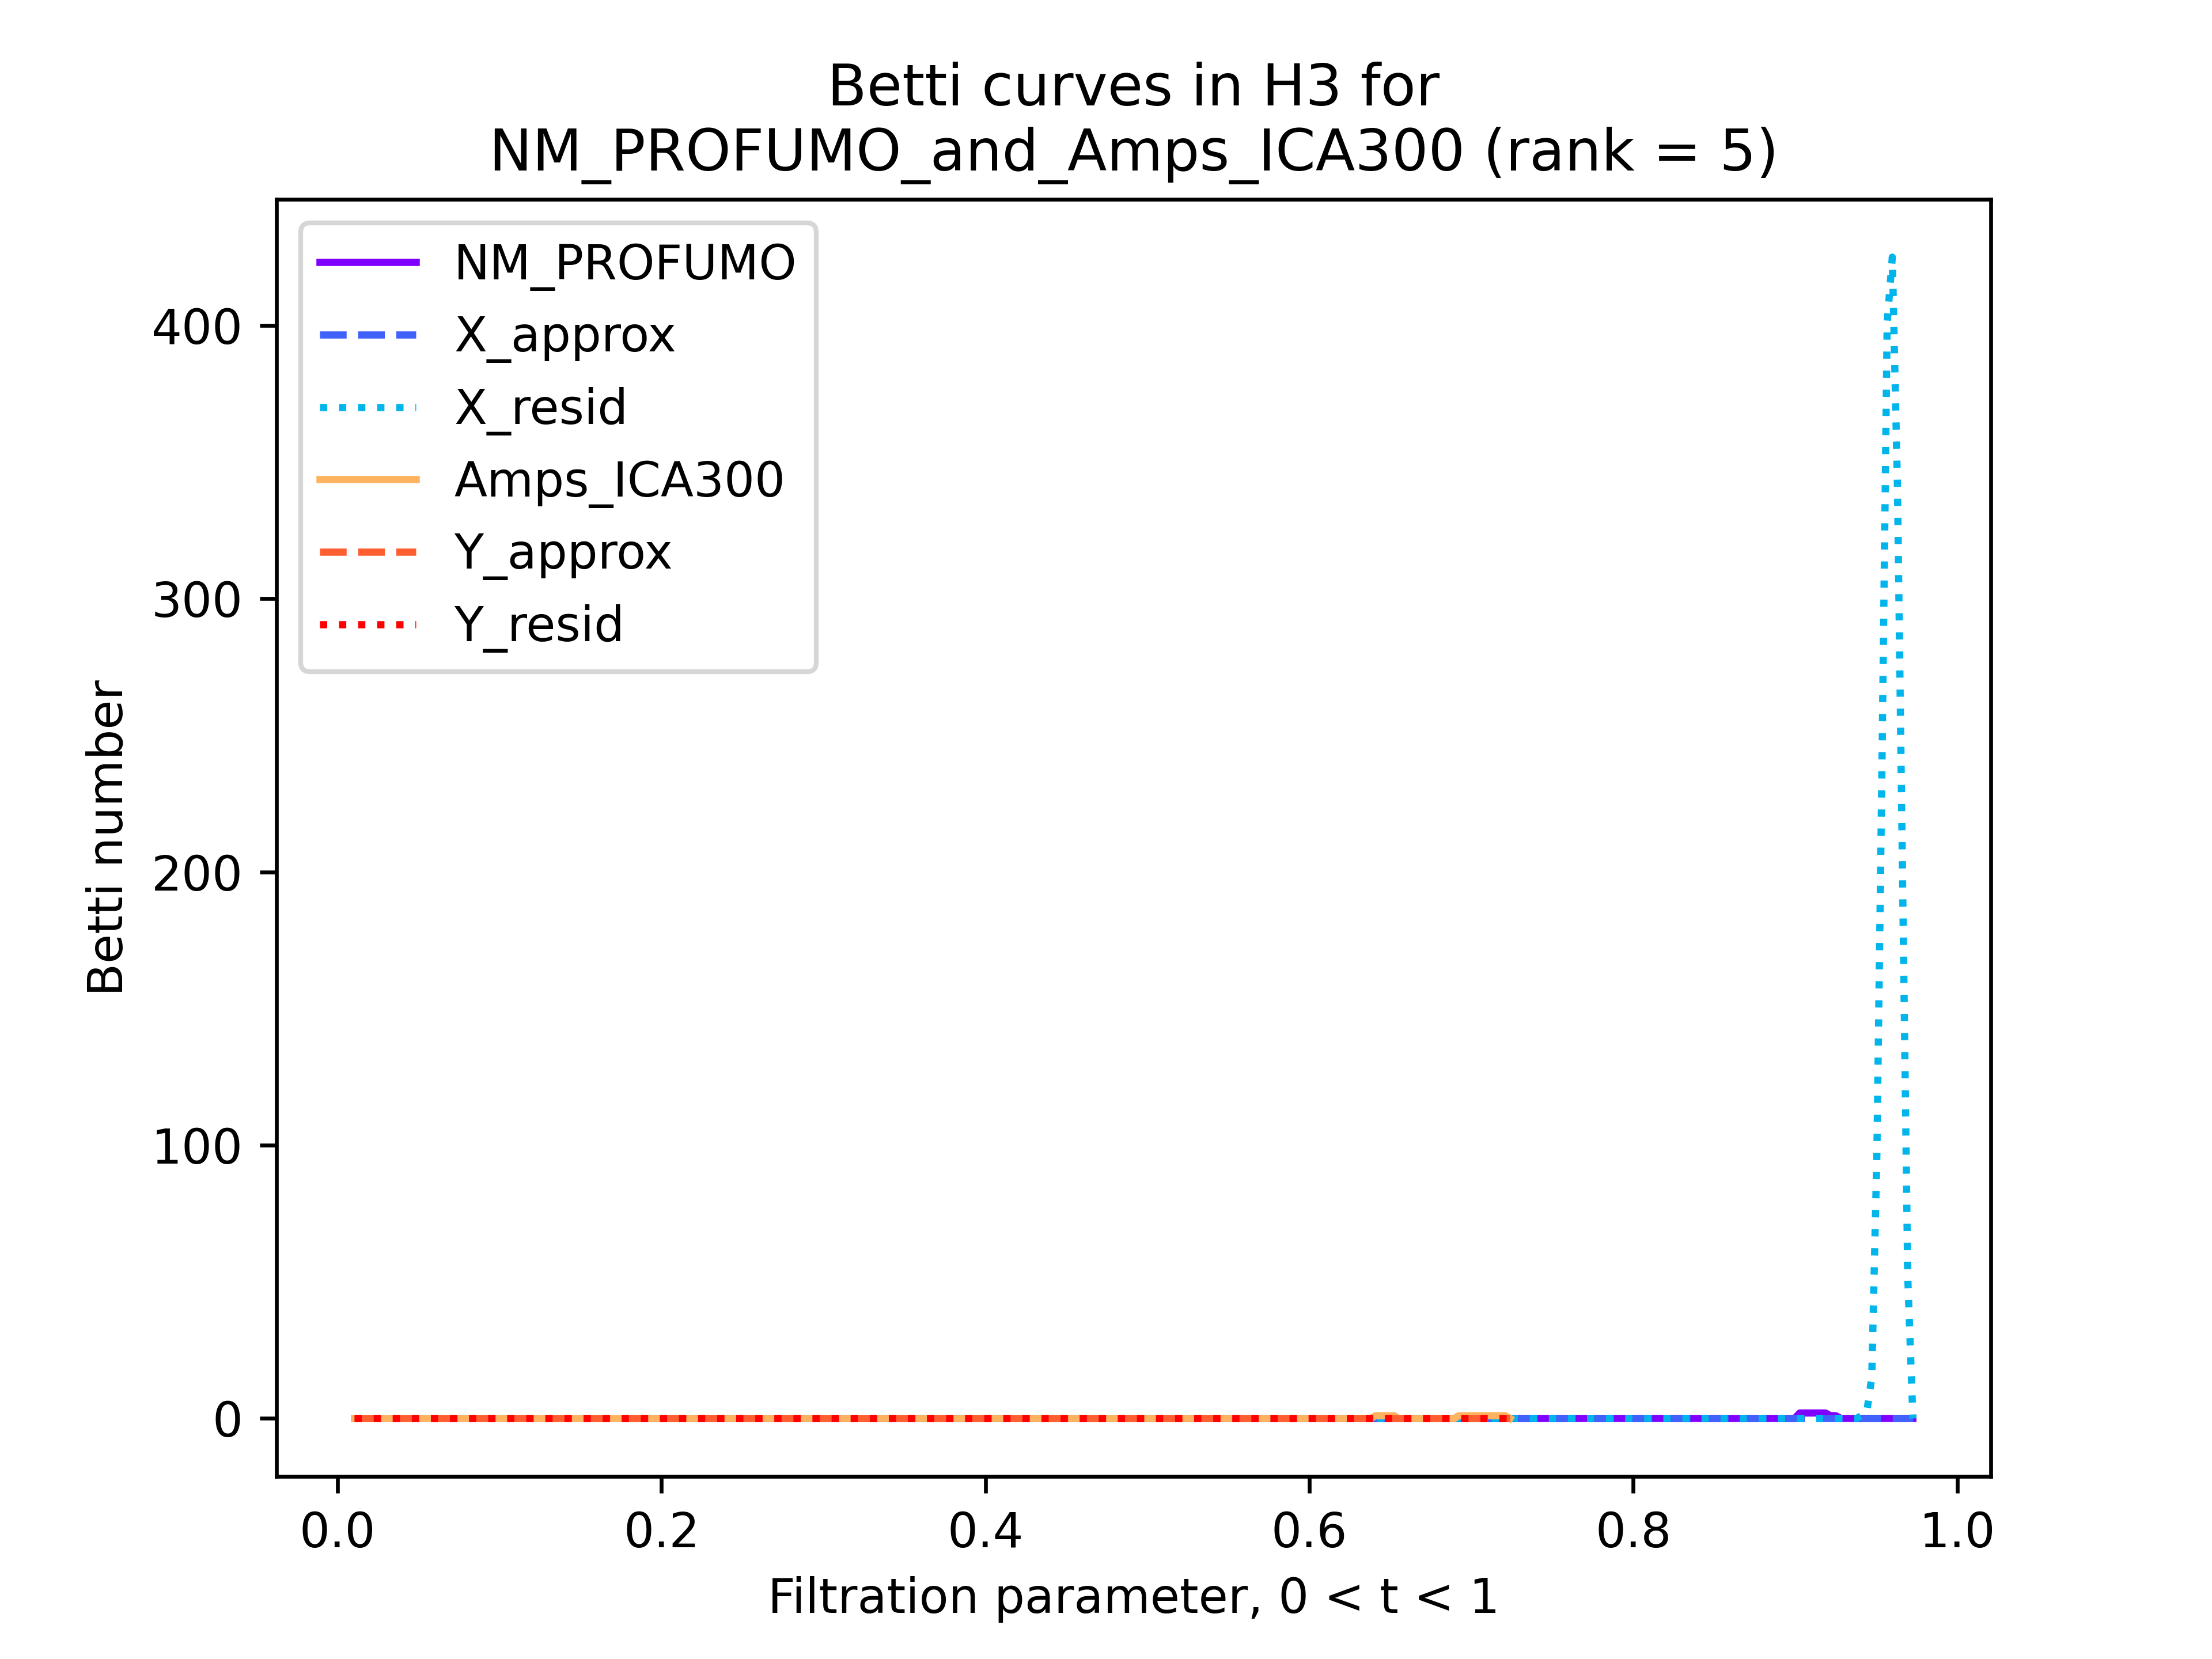 Betti curves in H3 for
NM_PROFUMO_and_Amps_ICA300 (rank = 5)
NM_PROFUMO
X_approx
X_resid
Amps_ICA300
Y_approx
Y_resid
Betti number
400
300
200
100
0
0.0 0.2 0.4 0.6 0.8 1.0
Filtration parameter, 0 < t < 1